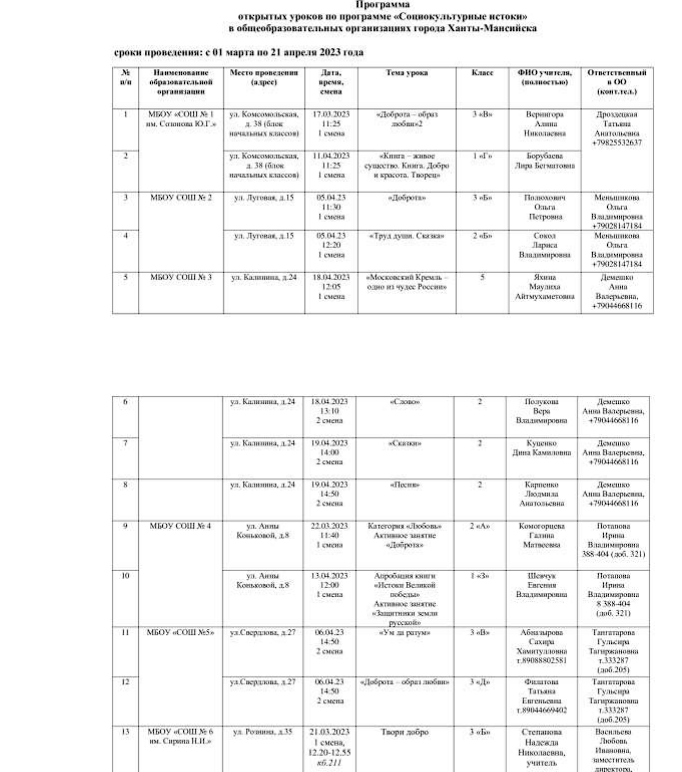 Программа
открытых уроков по программе «Социокультурные истоки»
в общеобразовательных организациях города Ханты-Мансийска
сроки проведения: с 01 марта по 21 апреля 2023 года
№ п/п Наименование образовательной организации Место проведения (адрес) Дата, время, смена Тема урока Класс ФИО учителя, (полностью) Ответственный в ОО (конт.тел.)
1 МБОУ «СОШ № 1 им. Созонова Ю.Г.» ул. Комсомольская, д. 38 (блок начальных классов) 17.03.2023 11:25 1 смена «Доброта – образ любви»2 3 «В» Вернигора Алина Николаевна Дроздецкая Татьяна Анатольевна +79825532637
2 ул. Комсомольская, д. 38 (блок начальных классов) 11.04.2023 11:25 1 смена «Книга – живое существо. Книга. Добро и красота. Творец» 1 «Г» Борубаева Лира Бегматовна
3 МБОУ СОШ № 2 ул. Луговая, д.15 05.04.23 11:30 1 смена «Доброта» 3 «Б» Полюхович Ольга Петровна Меньшикова Ольга Владимировна +79028147184
4 ул. Луговая, д.15 05.04.23 12:20 1 смена «Труд души. Сказка» 2 «Б» Сокол Лариса Владимировна Меньшикова Ольга Владимировна +79028147184
5 МБОУ СОШ № 3 ул. Калинина, д.24 18.04.2023 12:05 1 смена «Московский Кремль – одно из чудес России» 5 Яхина Маулиха Айтмухаметовна Демешко Анна Валерьевна, +79044668116
6 ул. Калинина, д.24 18.04.2023 13:10 2 смена «Слово» 2 Полукова Вера Владимировна Демешко Анна Валерьевна, +79044668116
7 ул. Калинина, д.24 19.04.2023 14:00 2 смена «Сказки» 2 Куценко Дина Камиловна Демешко Анна Валерьевна, +79044668116
8 ул. Калинина, д.24 19.04.2023 14:50 2 смена «Песня» 2 Карпенко Людмила Анатольевна Демешко Анна Валерьевна, +79044668116
9 МБОУ СОШ № 4 ул. Анны Коньковой, д.8 22.03.2023 11:40 1 смена Категория «Любовь» Активное занятие «Доброта» 2 «А» Комогорцева Галина Матвеевна Потапова Ирина Владимировна 388-404 (доб. 321)
10 ул. Анны Коньковой, д.8 13.04.2023 12:00 1 смена Апробация книги «Истоки Великой победы» Активное занятие «Защитники земли русской» 1 «З» Шевчук Евгения Владимировна Потапова Ирина Владимировна 8 388-404 (доб. 321)
11 МБОУ «СОШ №5» ул.Свердлова, д.27 06.04.23 14:50 2 смена «Ум да разум» 3 «В» Абназырова Сахира Хамитулловна т.89088802581 Тангатарова Гульсира Тагиржановна т.333287 (доб.205)
12 ул.Свердлова, д.27 06.04.23 14:50 2 смена «Доброта – образ любви» 3 «Д» Филатова Татьяна Евгеньевна т.89044669402 Тангатарова Гульсира Тагиржановна т.333287 (доб.205)
13 МБОУ «СОШ № 6 им. Сирина Н.И.» ул. Рознина, д.35 21.03.2023 1 смена, 12.20-12.55 кб.211 Твори добро 3 «Б» Степанова Надежда Николаевна, учитель Васильева Любовь Ивановна, заместитель директора,